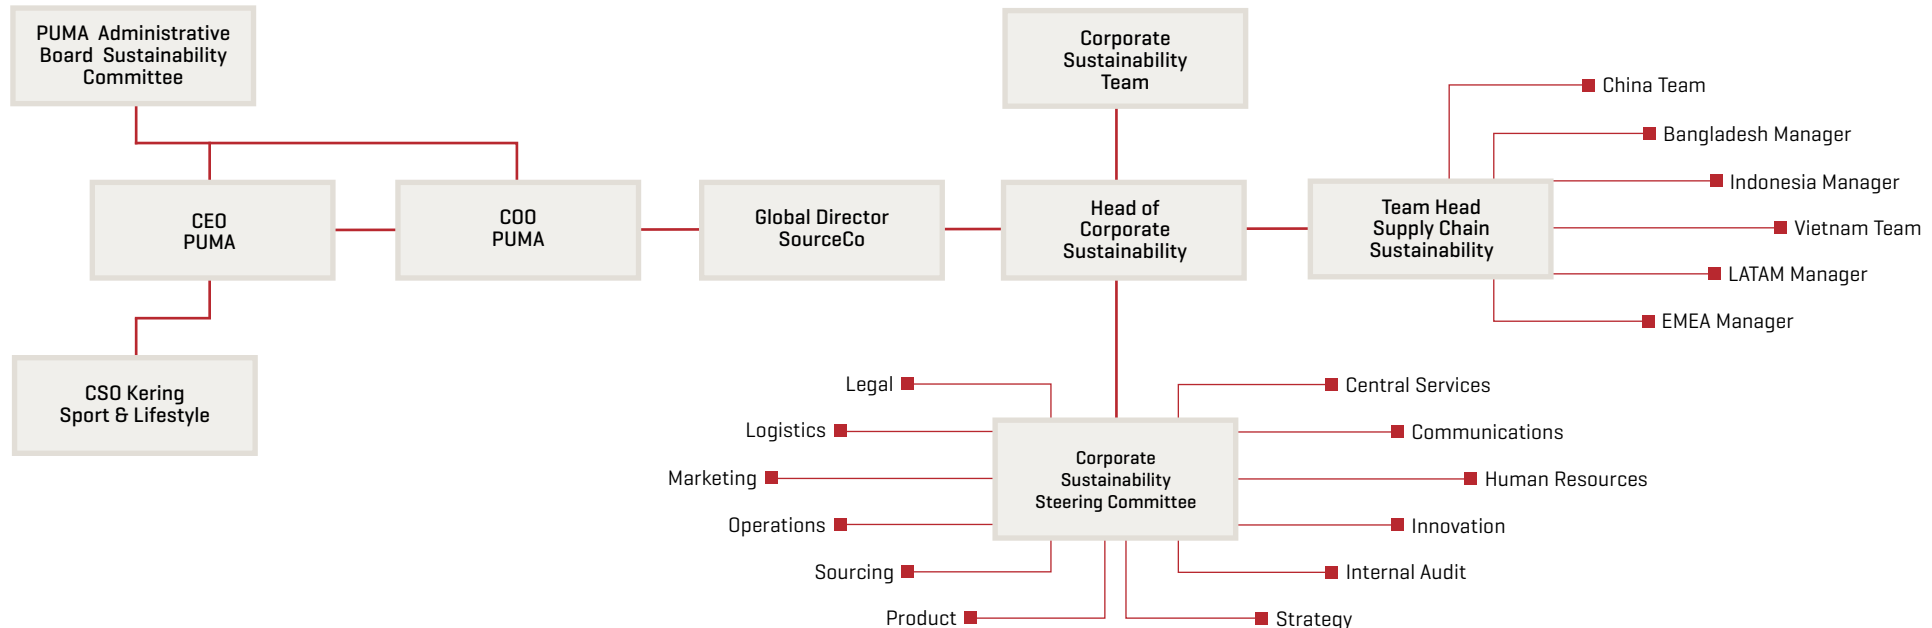 PUMA Administrative
Board Sustainability
Committee
Corporate
Sustainability
Team
China Team
Bangladesh Manager
Indonesia Manager
Vietnam Team
LATAM Manager
EMEA Manager
CEO
PUMA
COO
PUMA
Global Director
SourceCo
Head of
Corporate
Sustainability
Team Head
Supply Chain
Sustainability
CSO Kering
Sport & Lifestyle
Legal
Logistics
Marketing
Operations
Sourcing
Product
Corporate
Sustainability
Steering Committee
Central Services
Communications
Human Resources
Innovation
Internal Audit
Strategy